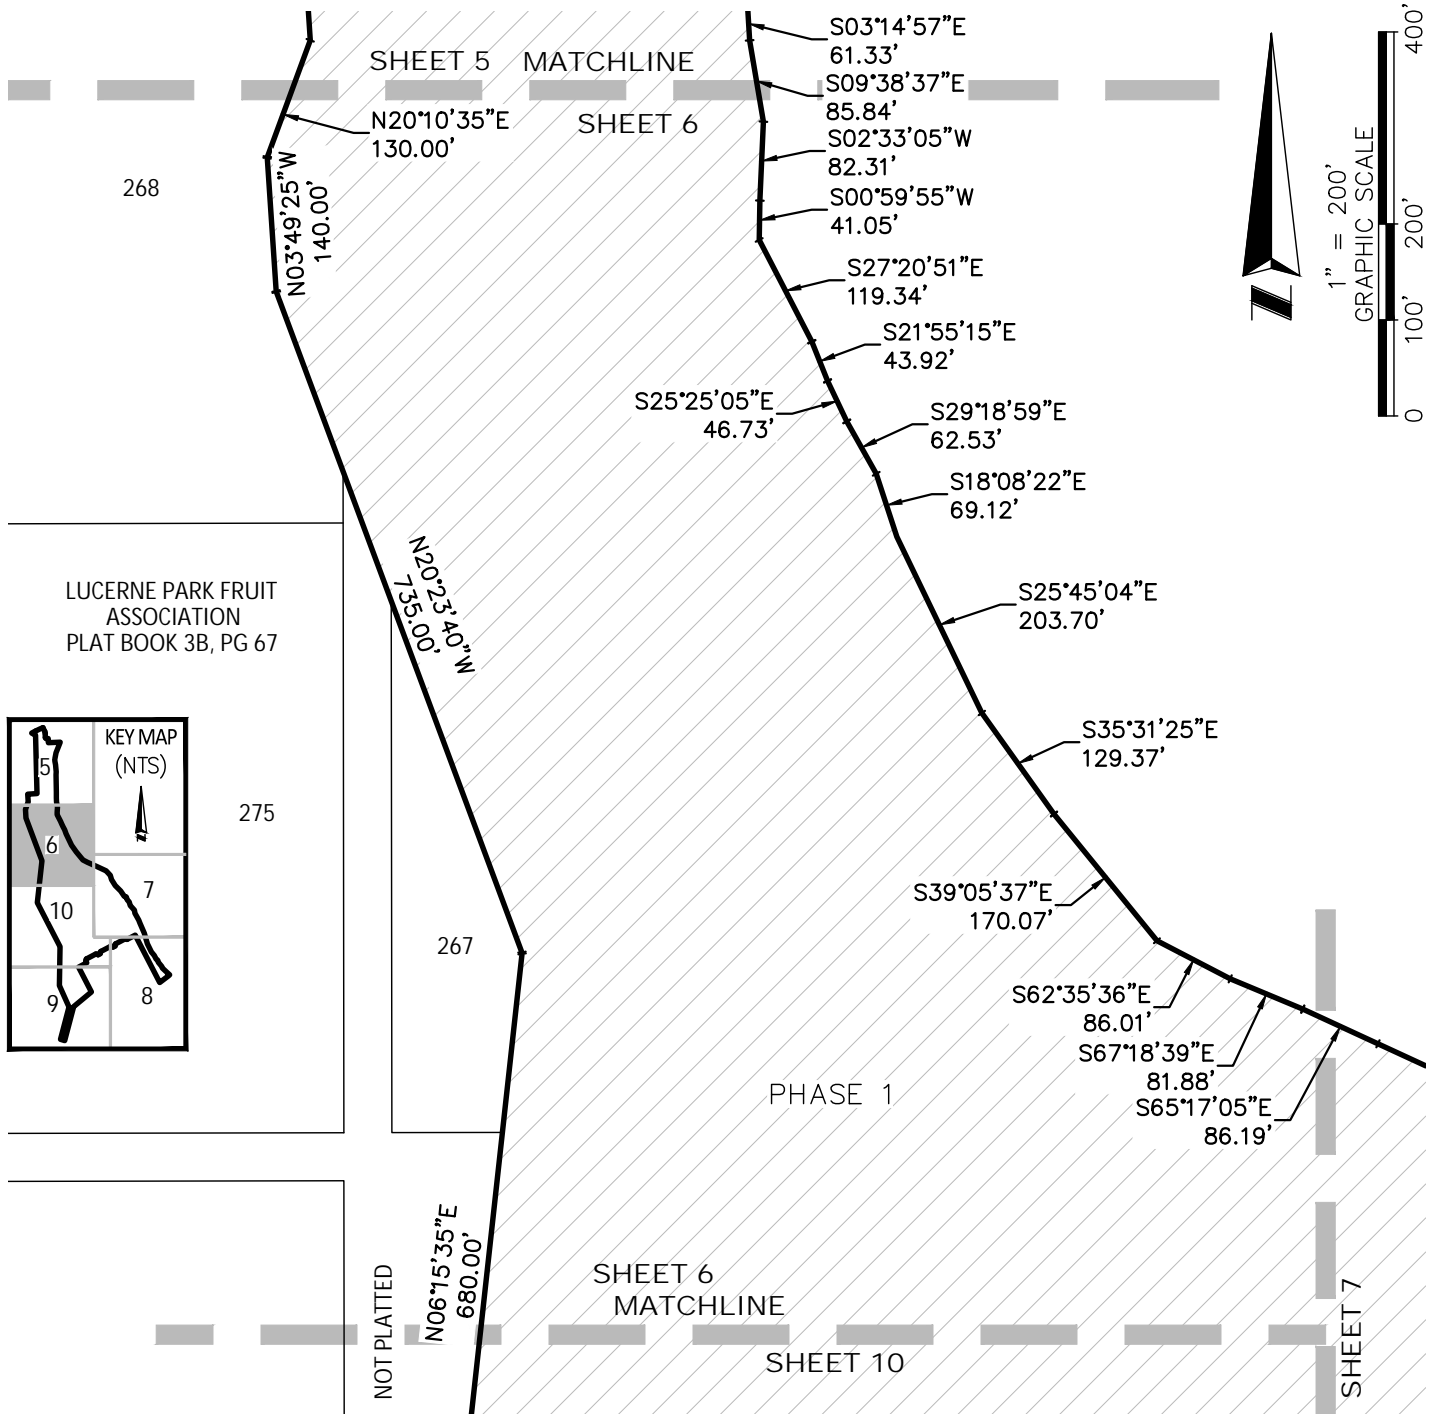 SHEET 5 MATCHLINE
SHEET 6
S03°14'57"E
61.33'
S09°38'37"E
85.84'
S02°33'05"W
82.31'
S00°59'55"W
41.05'
S27°20'51"E
119.34'
S21°55'15"E
43.92'
S25°25'05"E
46.73'
S29°18'59"E
62.53'
S18°08'22"E
69.12'
S25°45'04"E
203.70'
S35°31'25"E
129.37'
S39°05'37"E
170.07'
S62°35'36"E
86.01'
S67°18'39"E
81.88'
S65°17'05"E
86.19'
N20°10'35"E
130.00'
N03°49'25"W
140.00'
268
N20°23'40"W
735.00'
LUCERNE PARK FRUIT
ASSOCIATION
PLAT BOOK 3B, PG 67
KEY MAP
(NTS)
N
5
6
7
10
9
8
275
267
PHASE 1
N06°15'35"E
680.00'
NOT PLATTED
SHEET 6
MATCHLINE
SHEET 10
SHEET 7
N
1" = 200'
GRAPHIC SCALE
0
100'
200'
400'